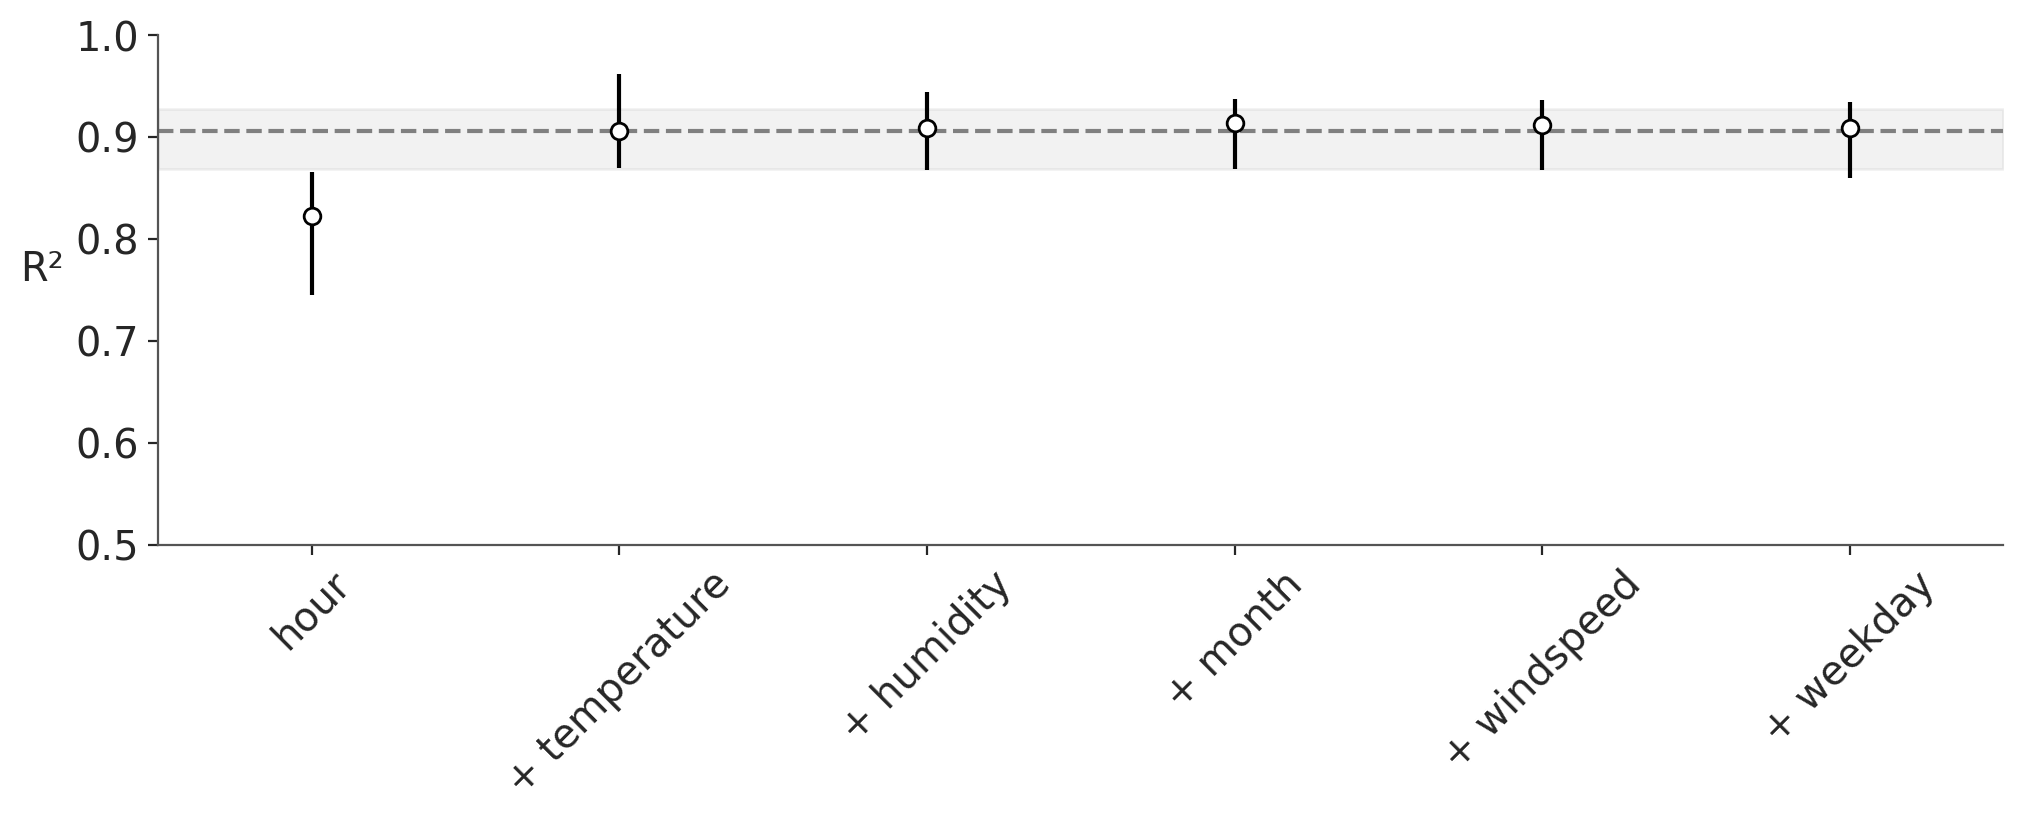 R²
1.0
0.9
0.8
0.7
0.6
0.5
hour
+ temperature
+ humidity
+ month
+ windspeed
+ weekday